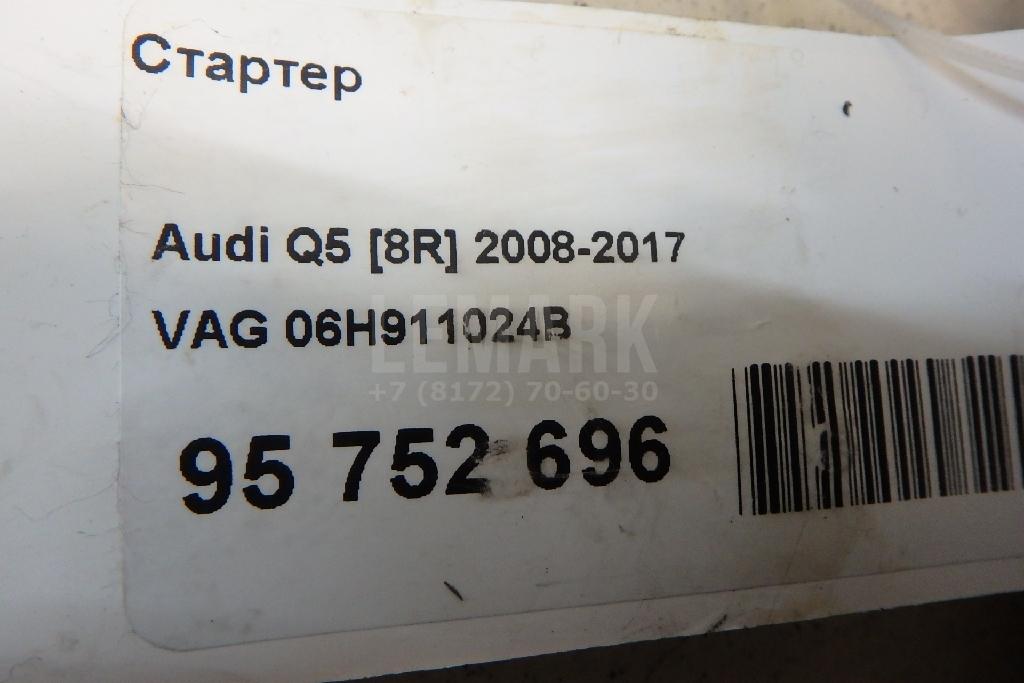 Стартер
Audi Q5 [8R] 2008-2017
VAG 06H911024B
LEMARK
+7 (8172) 70-60-30
95 752 696